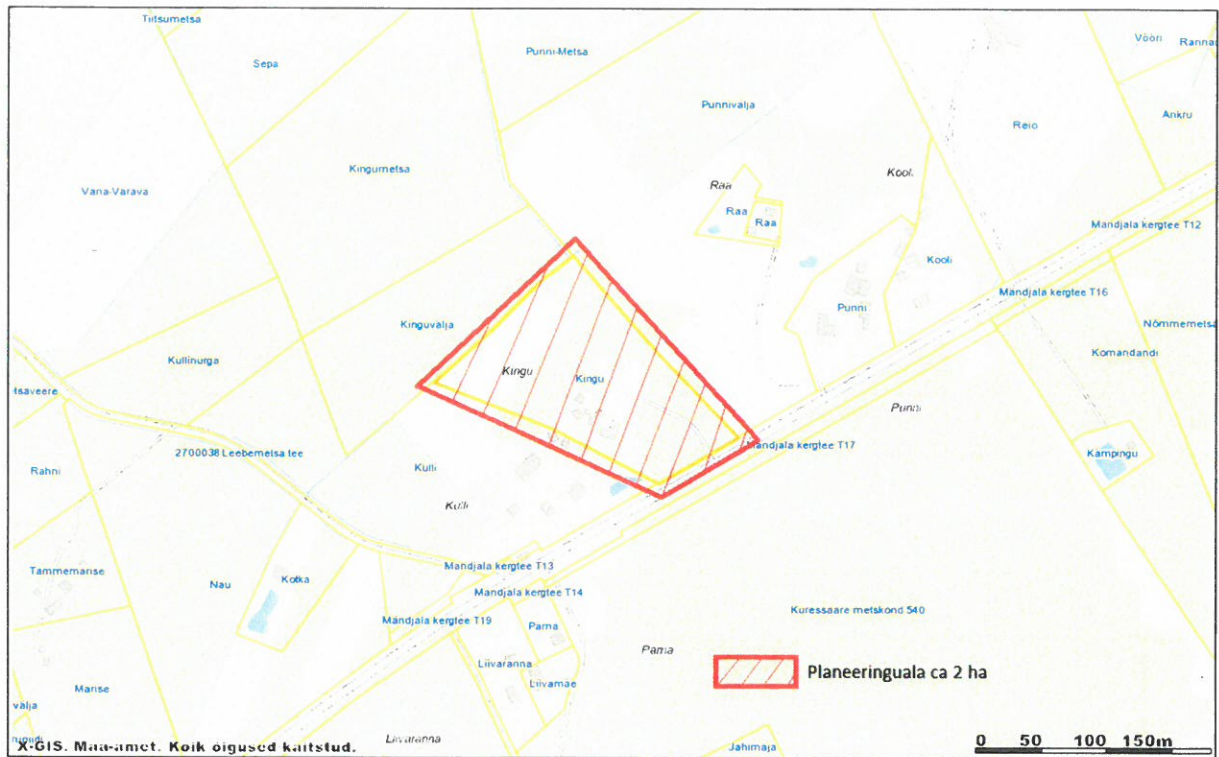 Tiitsumetsa
Sepa
Punni-Metsa
Vööri
Punnivälja
Ankru
Reio
Kingumetsa
Kool.
Vana-Varava
Raa
Raa
Raa
Mandjala kergtee T12
Kooli
Mandjala kergtee T16
Punni
Kinguvälja
Nõmmemetsa
Komandandi
Kullinurga
Kingu
Kingu
Punni
Mandjala kergtee T17
2700038 Leebemetsa tee
Kampingu
Rahni
Kulli
Kulli
Mandjala kergtee T13
Tammemarise
Nau
Kotka
Mandjala kergtee T14
Kuressaare metskond 540
Mandjala kergtee T19
Parna
Parna
Liivaranna
Planeeringuala ca 2 ha
Liivamäe
Marise
välja
X-GIS. Maa-amet. Koik oigused kaitstud.
Liivaranna
Jahimaja
0 50 100 150m